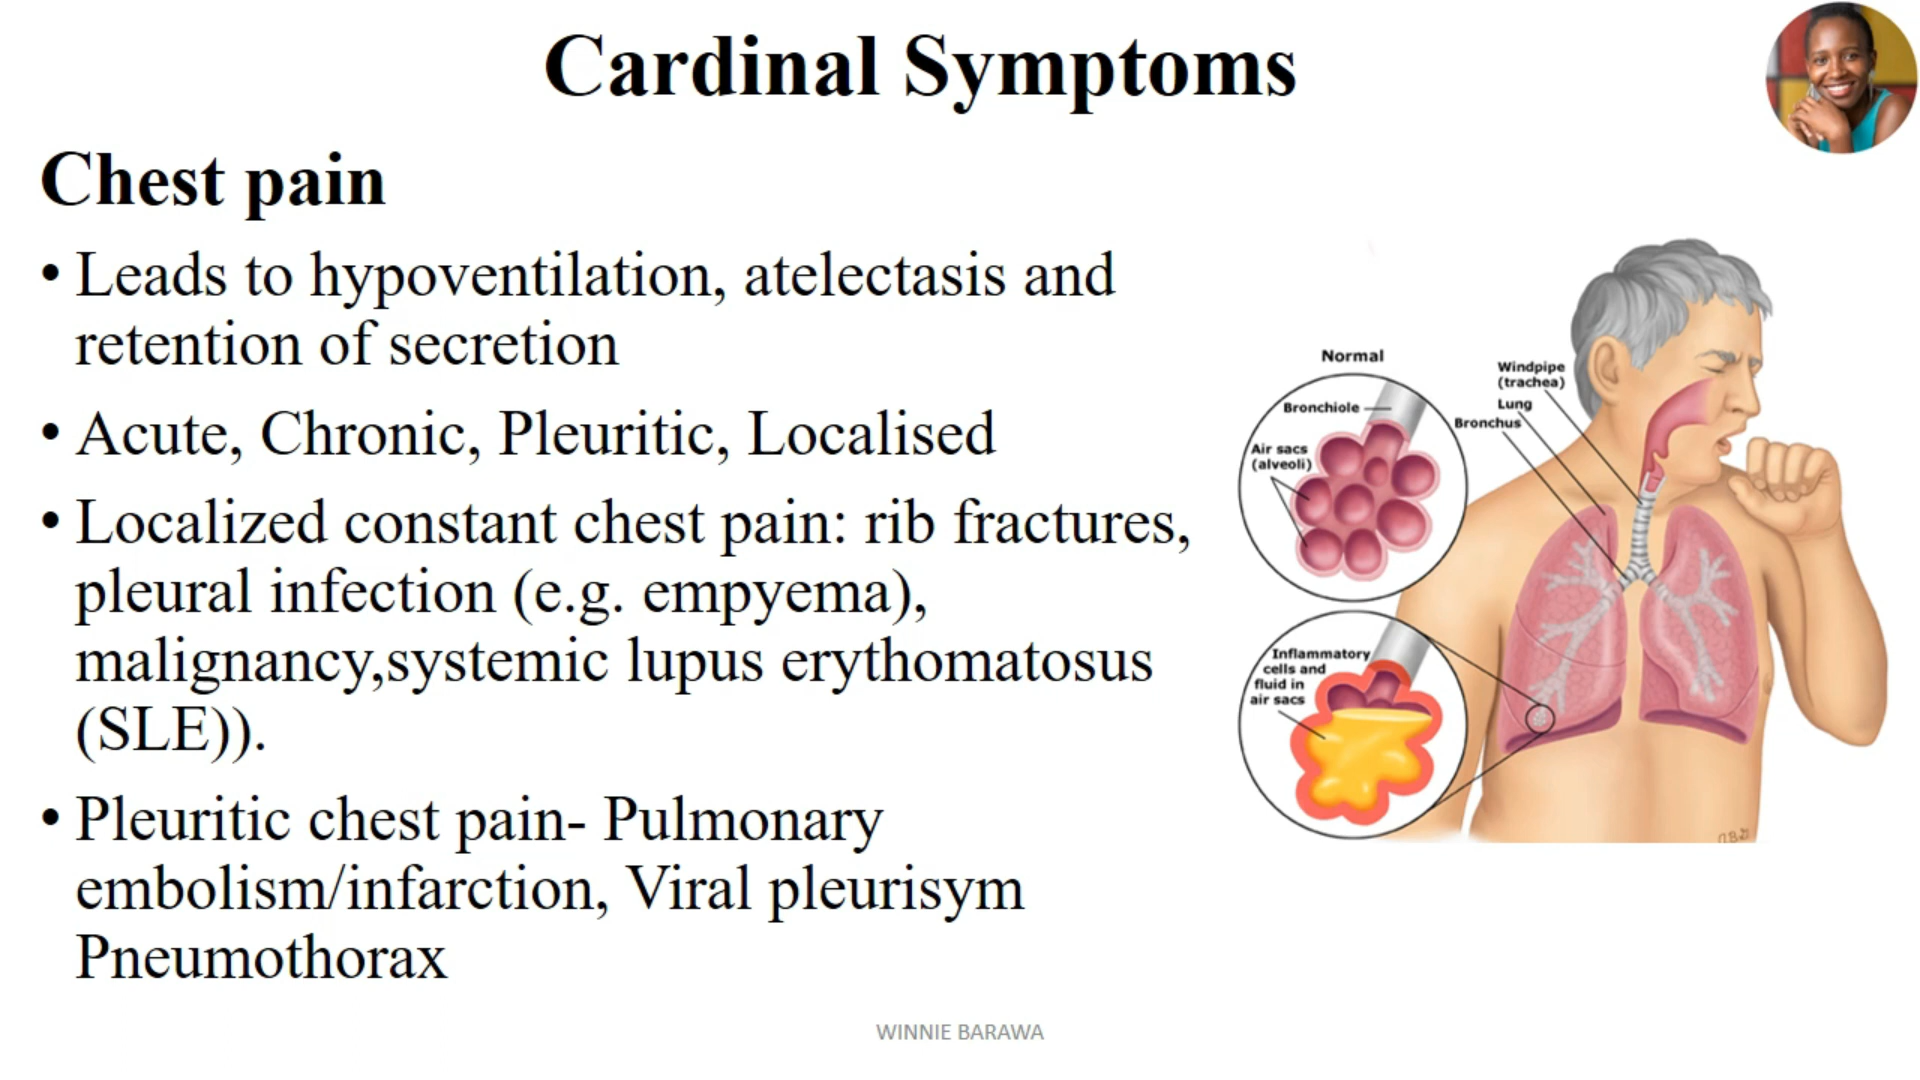 Cardinal Symptoms
Chest pain
• Leads to hypoventilation, atelectasis and
retention of secretion
• Acute, Chronic, Pleuritic, Localised
• Localized constant chest pain: rib fractures,
pleural infection (e.g. empyema),
malignancy,systemic lupus erythomatosus
(SLE)).
• Pleuritic chest pain- Pulmonary
embolism/infarction, Viral pleurisym
Pneumothorax
Normal
Bronchiole
Air sacs
(alveoli)
Windpipe
(trachea)
Lung
Bronchus
Inflammatory
cells and
fluid in
air sacs
WINNIE BARAWA